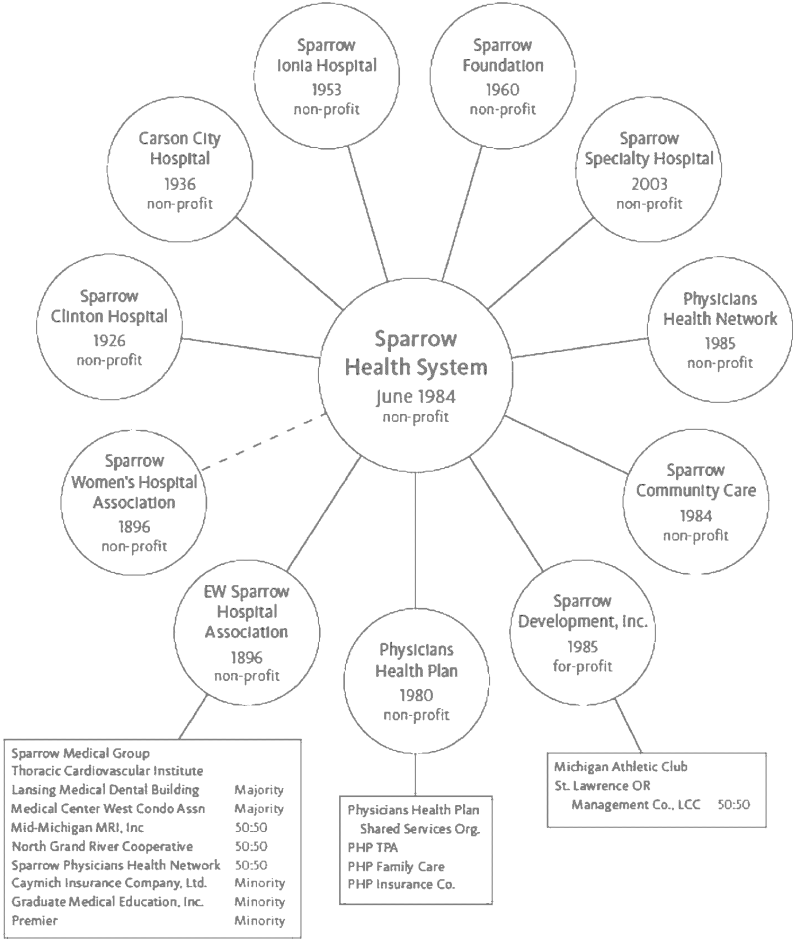 Sparrow
Ionia Hospital
1953
non-profit
Sparrow
Foundation
1960
non-profit
Carson City
Hospital
1936
non-profit
Sparrow
Specialty Hospital
2003
non-profit
Sparrow
Clinton Hospital
1926
non-profit
Sparrow
Health System
June 1984
non-profit
Physicians
Health Network
1985
non-profit
Sparrow
Women's Hospital
Association
1896
non-profit
Sparrow
Community Care
1984
non-profit
EW Sparrow
Hospital
Association
1896
non-profit
Physicians
Health Plan
1980
non-profit
Sparrow
Development, Inc.
1985
for-profit
Sparrow Medical Group
Thoracic Cardiovascular Institute
Lansing Medical Dental Building Majority
Medical Center West Condo Assn Majority
Mid-Michigan MRI, Inc 50:50
North Grand River Cooperative 50:50
Sparrow Physicians Health Network 50:50
Caymich Insurance Company, Ltd. Minority
Graduate Medical Education, Inc. Minority
Premier Minority
Physicians Health Plan
Shared Services Org.
PHP TPA
PHP Family Care
PHP Insurance Co.
Michigan Athletic Club
St. Lawrence OR
Management Co., LCC 50:50